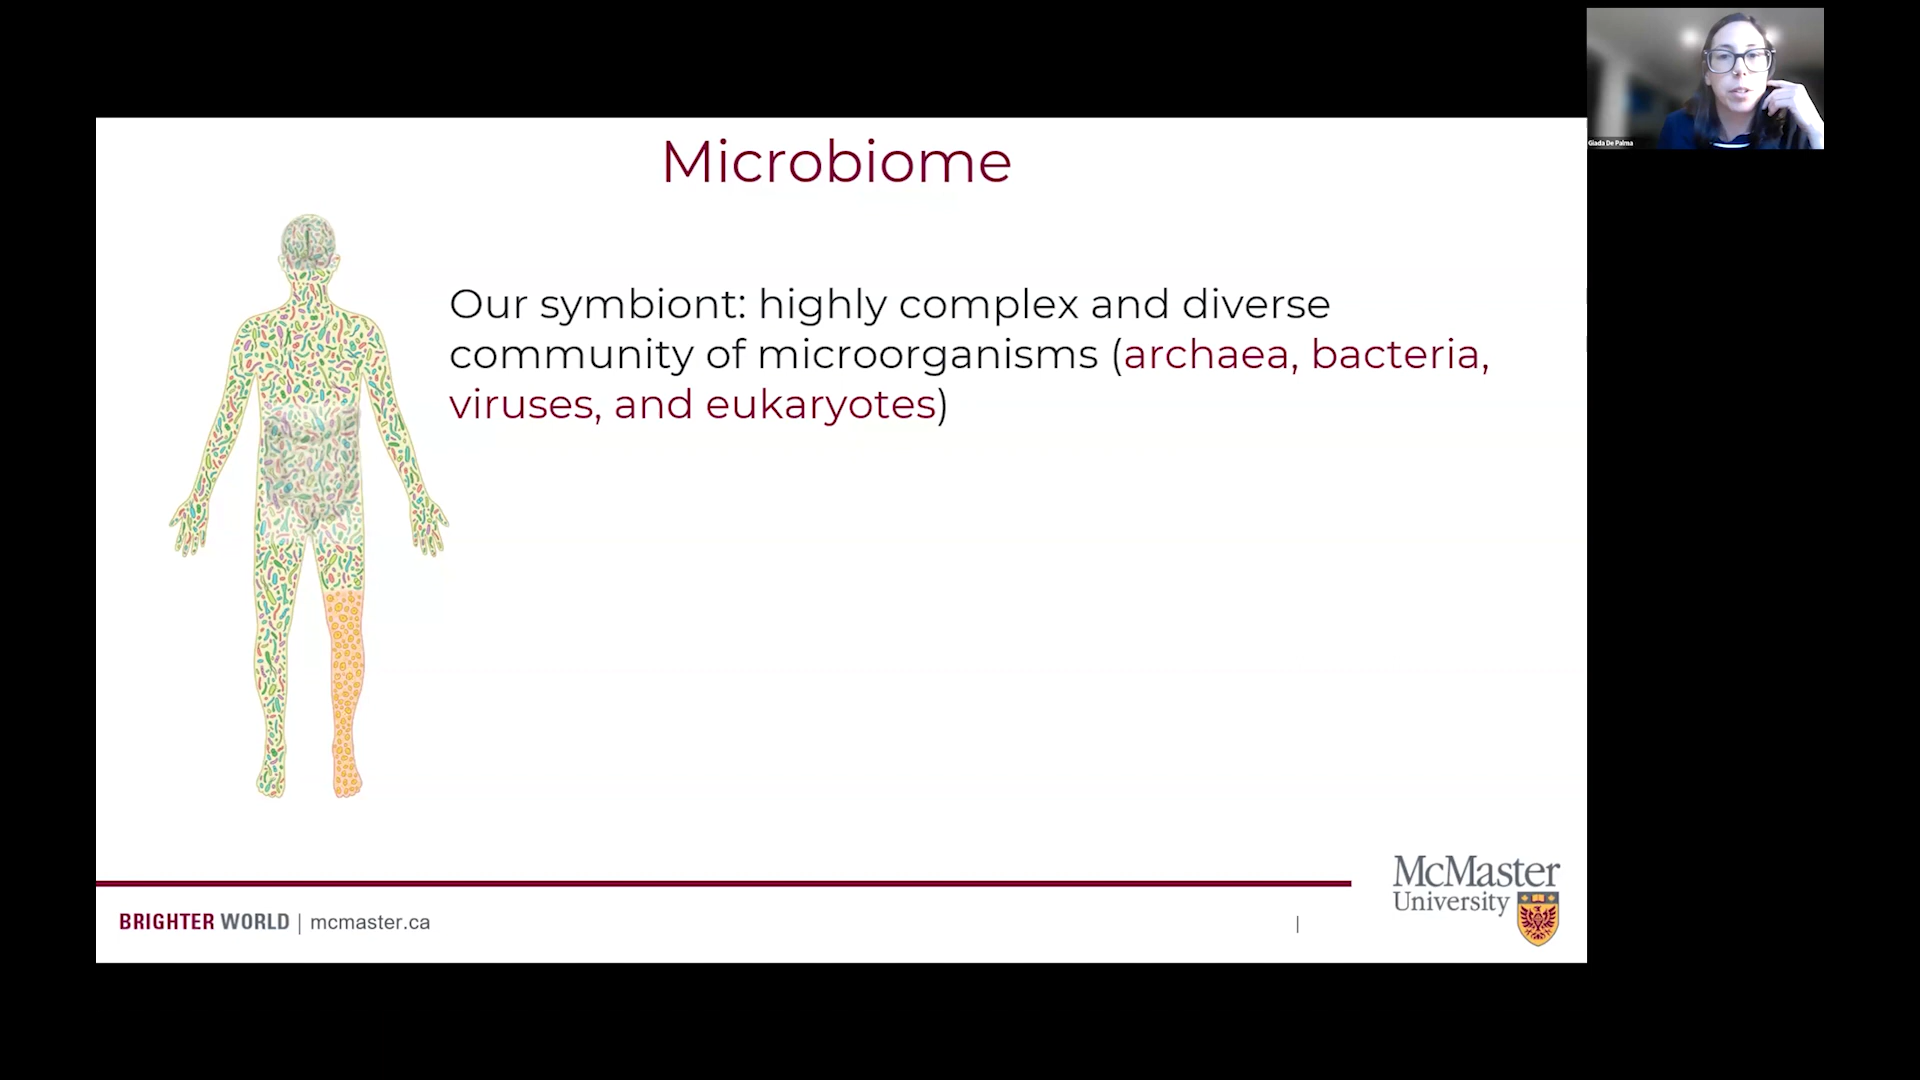 Giada De Palma
Microbiome
Our symbiont: highly complex and diverse
community of microorganisms (archaea, bacteria,
viruses, and eukaryotes)
BRIGHTER WORLD | mcmaster.ca
|
McMaster
University